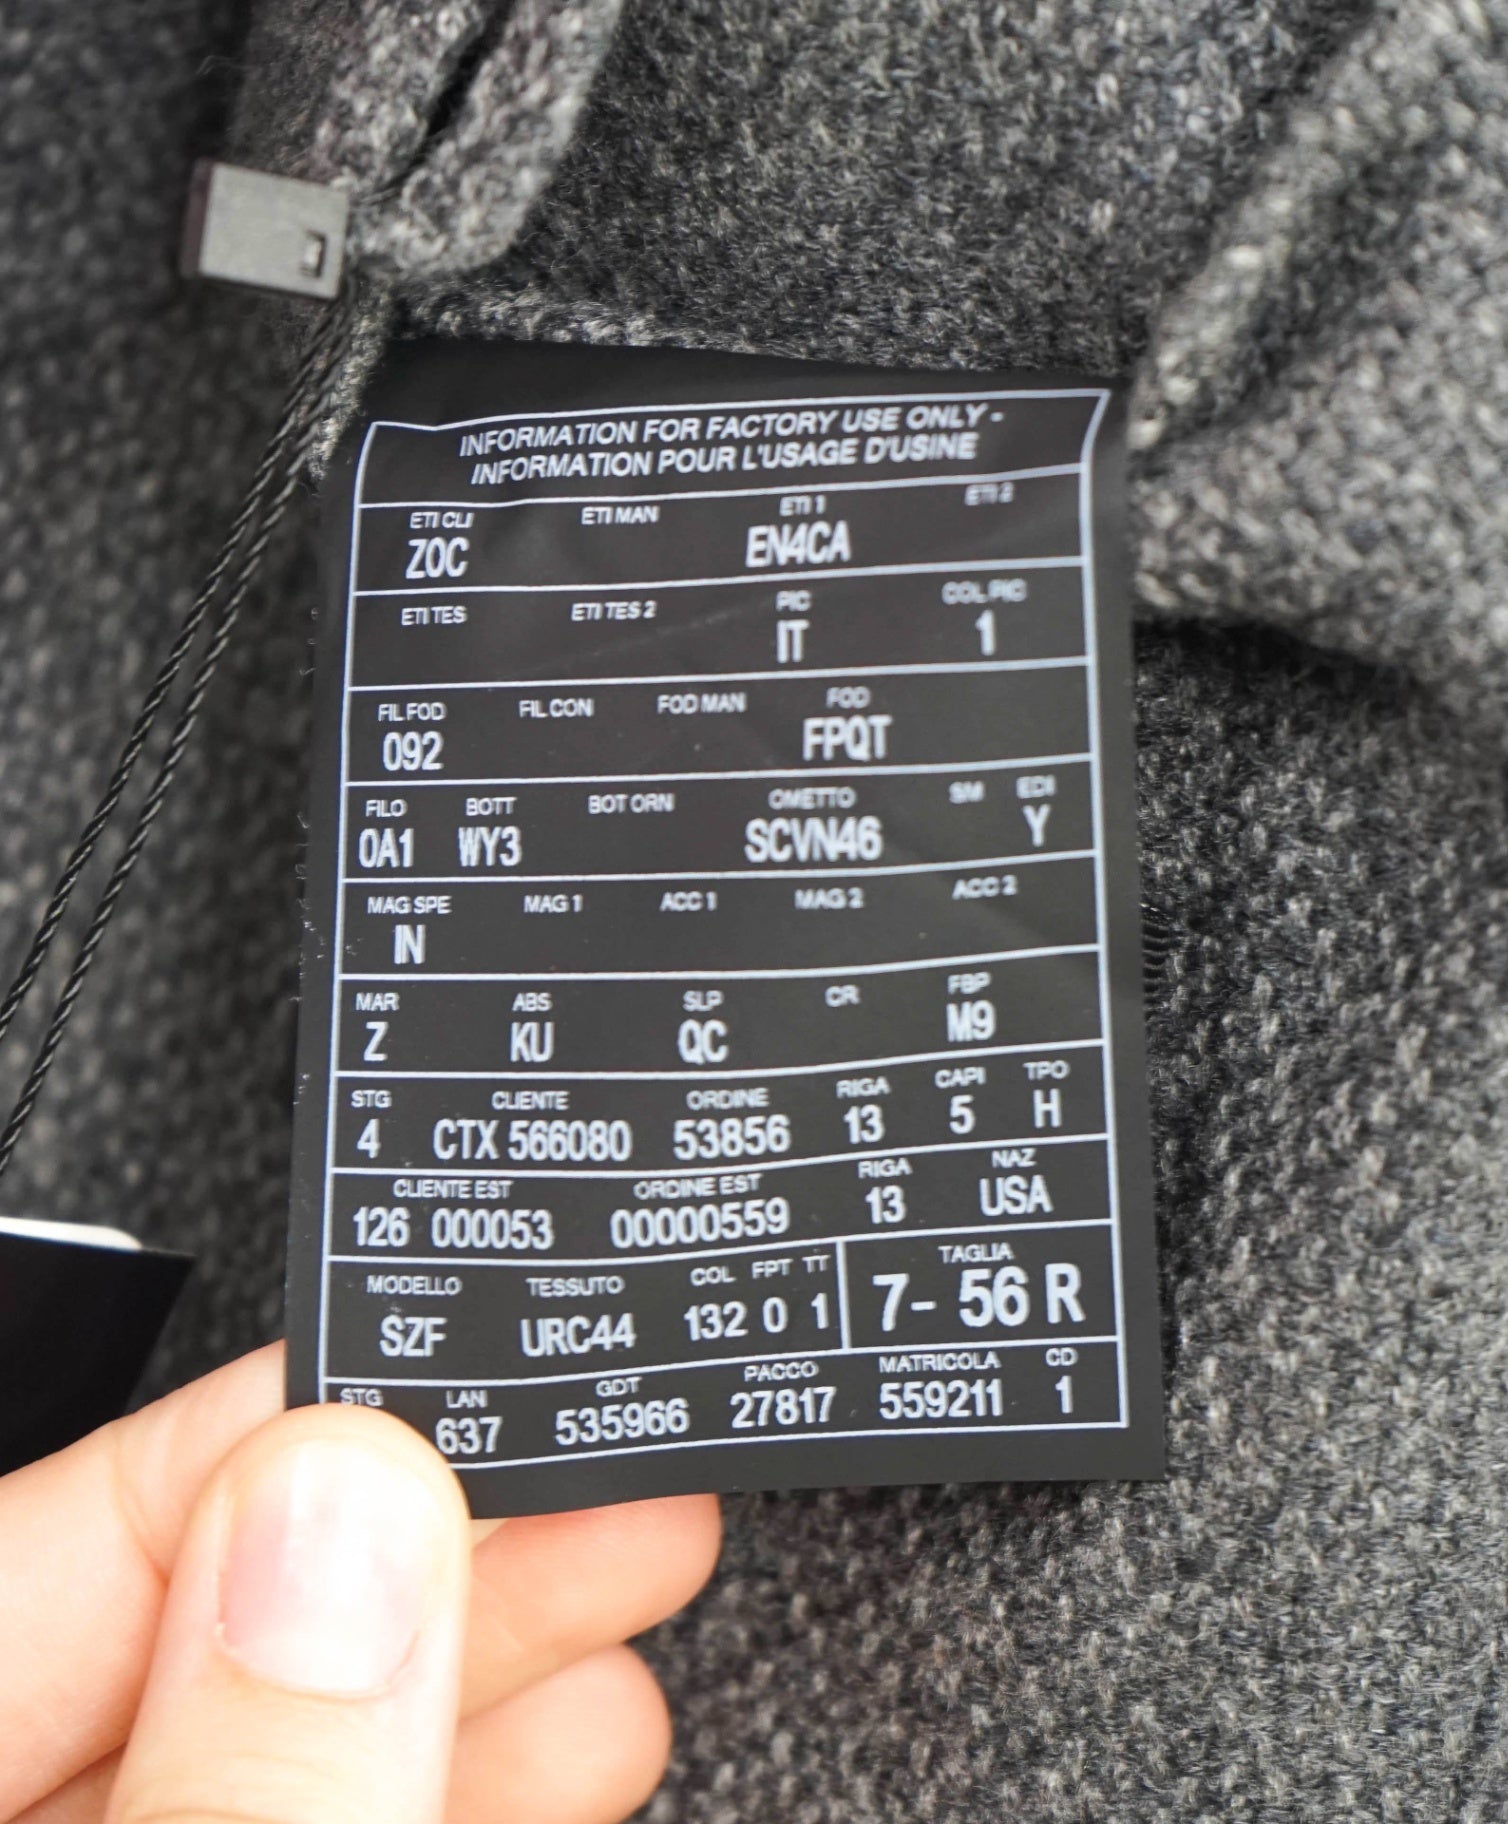 INFORMATION FOR FACTORY USE ONLY -
INFORMATION POUR L'USAGE D'USINE
ETI CLI ETI MAN ETI 1 ETI 2
ZOC EN4CA
ETI TES ETI TES 2 PIC COL PIC
IT 1
FIL FOD FIL CON FOD MAN FOD
092 FPQT
FILO BOTT BOT ORN OMETTO SM EDI
0A1 WY3 SCVN46 Y
MAG SPE MAG 1 ACC 1 MAG 2 ACC 2
IN
MAR ABS SLP CR FBP
Z KU QC M9
STG CLIENTE ORDINE RIGA CAPI TPO
4 CTX 566080 53856 13 5 H
CLIENTE EST ORDINE EST RIGA NAZ
126 000053 00000559 13 USA
MODELLO TESSUTO COL FPT TT TAGLIA
SZF URC44 132 0 1 7- 56 R
STG LAN GDT PACCO MATRICOLA CD
637 535966 27817 559211 1